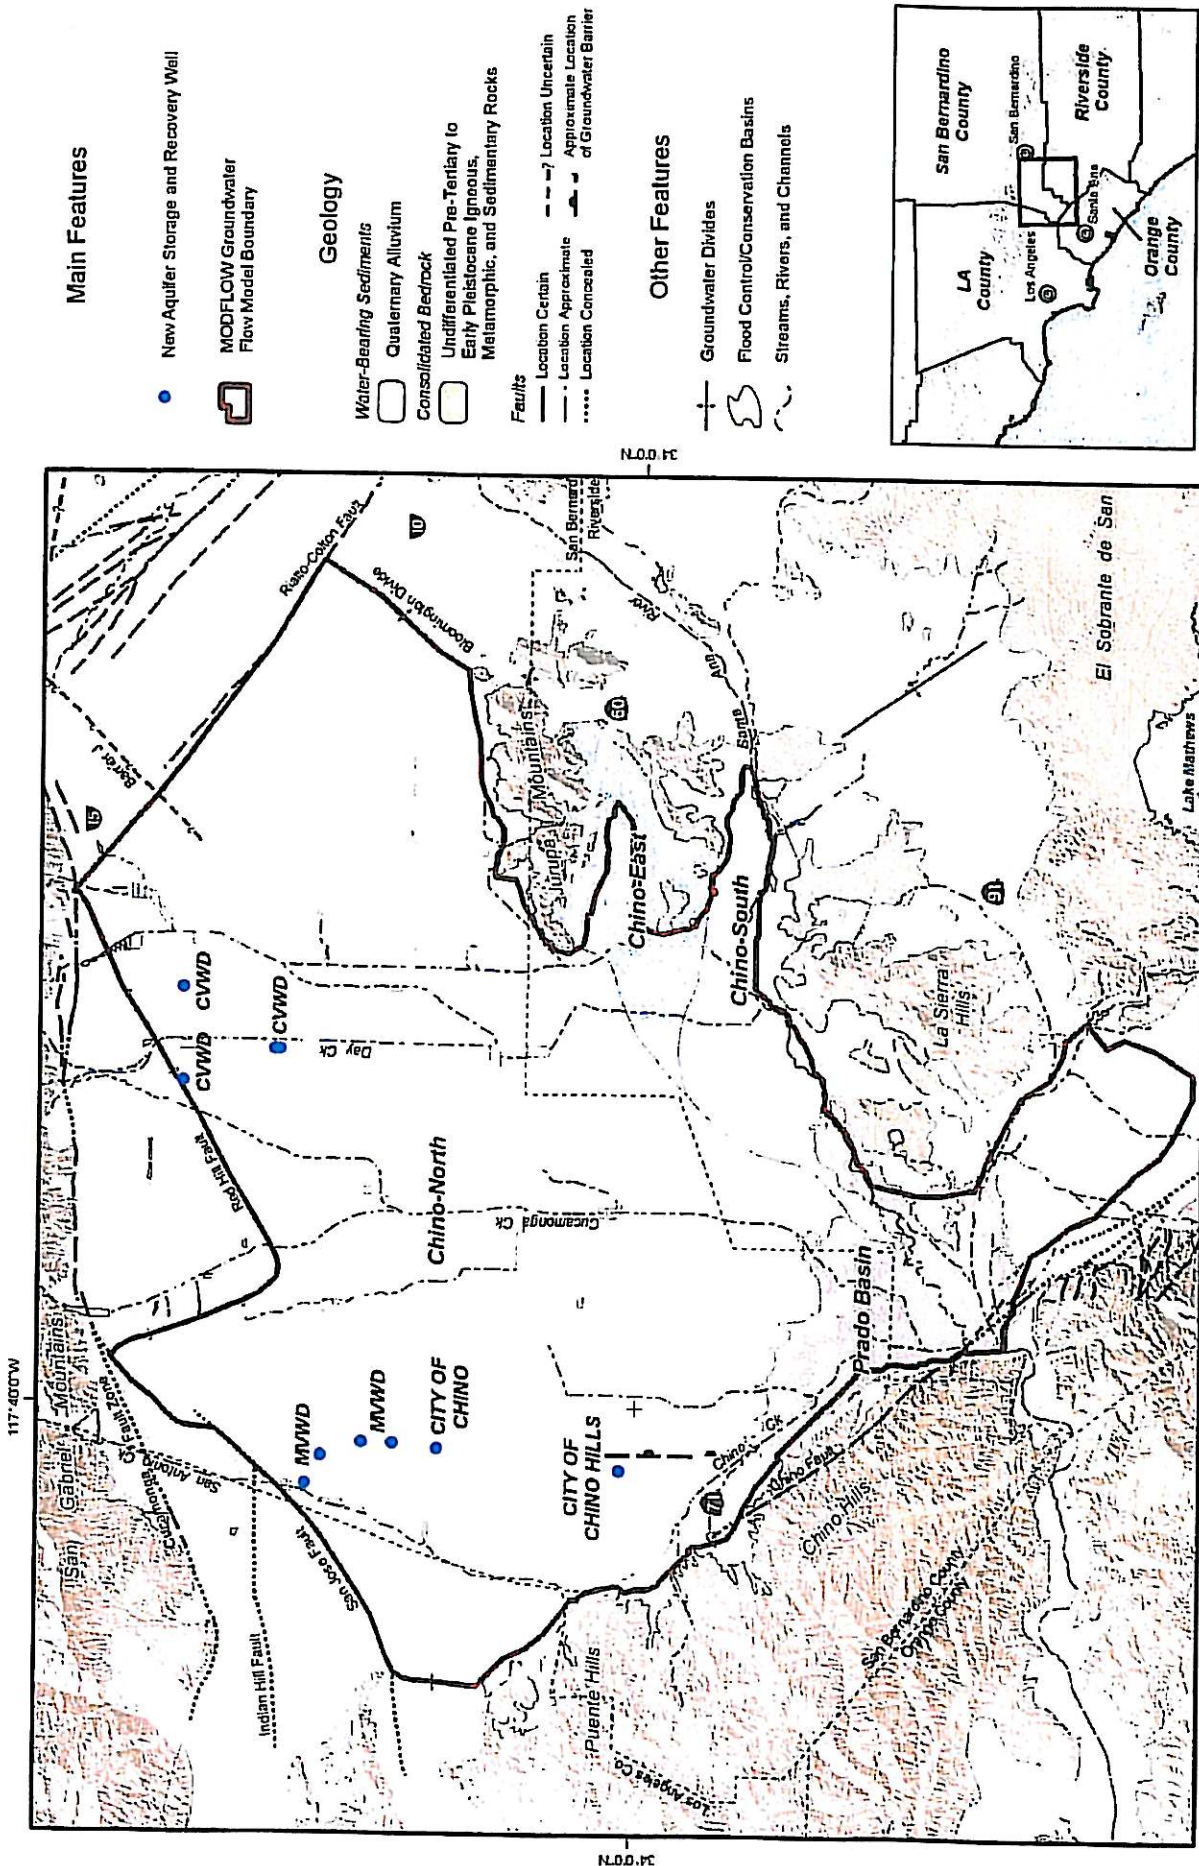 117°40'0"W
34°0'0"N
34°0'0"N
San Gabriel Mountains
Cucamonga Fault Zone
San Antonio Ck
Indian Hill Fault
San Jose Fault
Red Hill Fault
Barrier J
Rialto-Colton Fault
Bloomington Divide
15
10
60
91
71
MVWD
MVWD
CITY OF
CHINO
CITY OF
CHINO HILLS
CVWD
CVWD
CVWD
Day Ck
Cucamonga Ck
Chino-North
Chino-East
Chino-South
Prado Basin
Jurupa
Mountains
San Bernard
Riverside
Santa
Ana
River
La Sierra
Hills
El Sobrante de San
Lake Mathews
Chino Ck
Chino Fault
Chino Hills
Puente Hills
Los Angeles Co.
San Bernardino County
Orange County
Main Features
New Aquifer Storage and Recovery Well
MODFLOW Groundwater
Flow Model Boundary
Geology
Water-Bearing Sediments
Quaternary Alluvium
Consolidated Bedrock
Undifferentiated Pre-Tertiary to
Early Pleistocene Igneous,
Metamorphic, and Sedimentary Rocks
Faults
Location Certain
Location Approximate
Location Concealed
? Location Uncertain
Approximate Location
of Groundwater Barrier
Other Features
Groundwater Divides
Flood Control/Conservation Basins
Streams, Rivers, and Channels
LA
County
San Bernardino
County
Los Angeles
San Bernardino
Riverside
County
Santa Ana
Orange
County